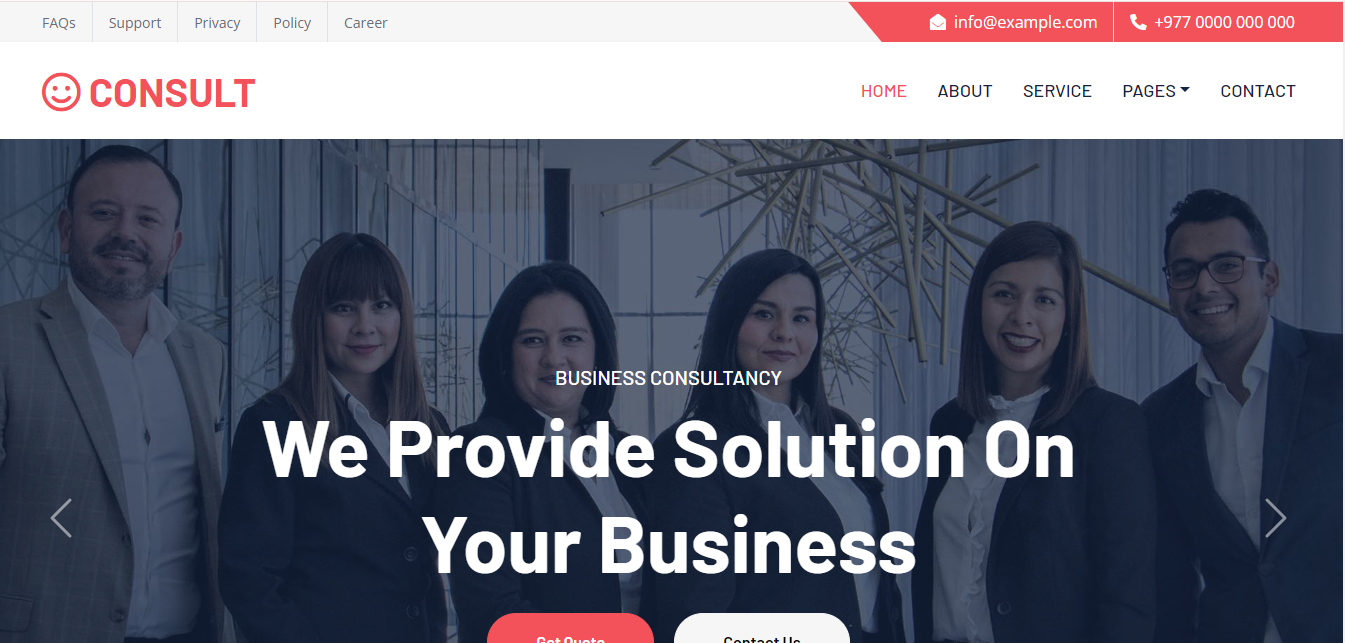 FAQs Support Privacy Policy Career info@example.com +977 0000 000 000
CONSULT HOME ABOUT SERVICE PAGES CONTACT
BUSINESS CONSULTANCY
We Provide Solution On
Your Business
Get Quote Contact Us